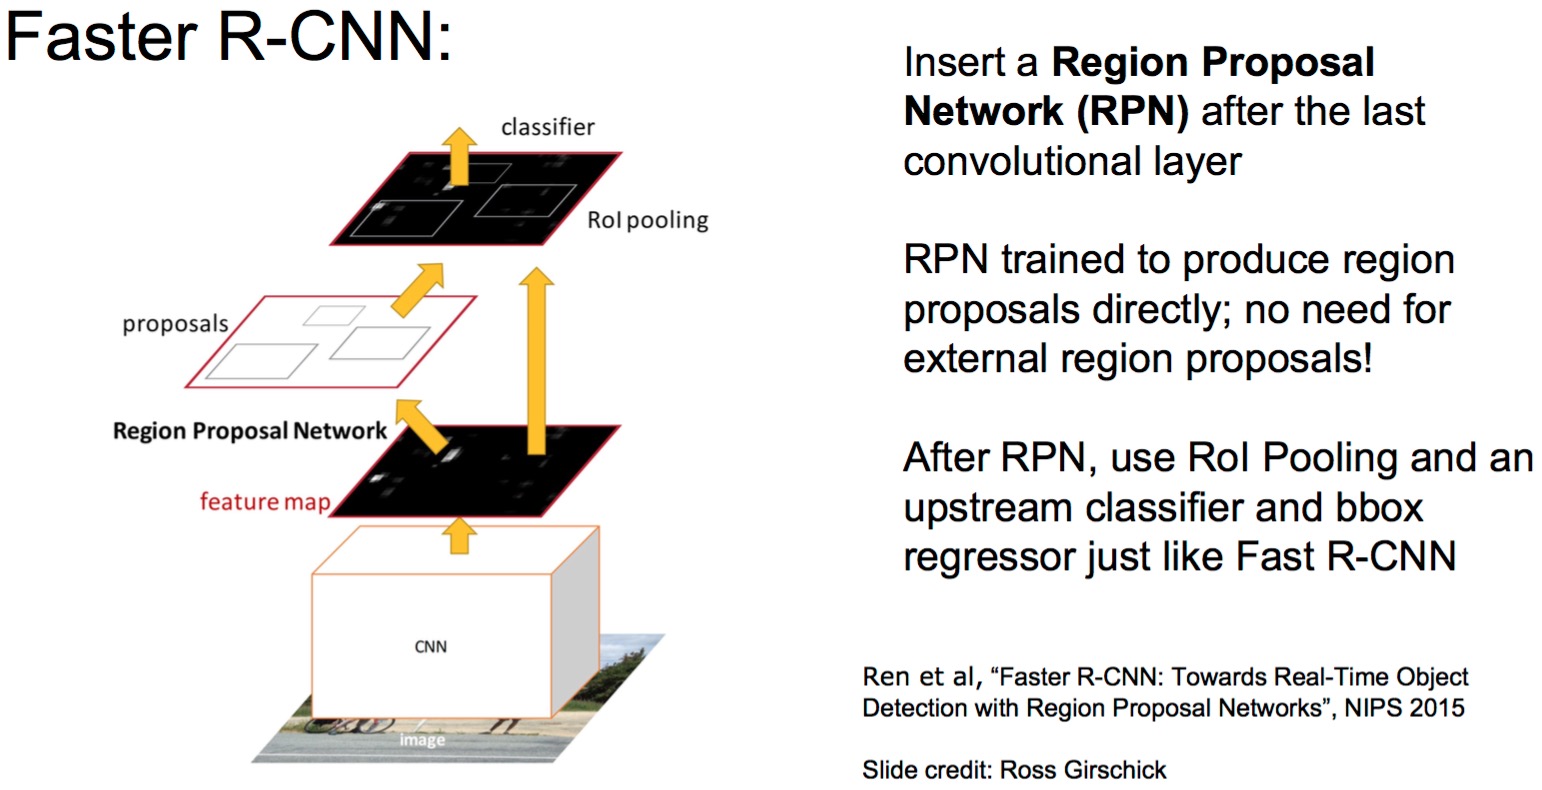 Faster R-CNN:
classifier
RoI pooling
proposals
Region Proposal Network
feature map
CNN
image
Insert a Region Proposal
Network (RPN) after the last
convolutional layer
RPN trained to produce region
proposals directly; no need for
external region proposals!
After RPN, use RoI Pooling and an
upstream classifier and bbox
regressor just like Fast R-CNN
Ren et al, “Faster R-CNN: Towards Real-Time Object
Detection with Region Proposal Networks”, NIPS 2015
Slide credit: Ross Girschick